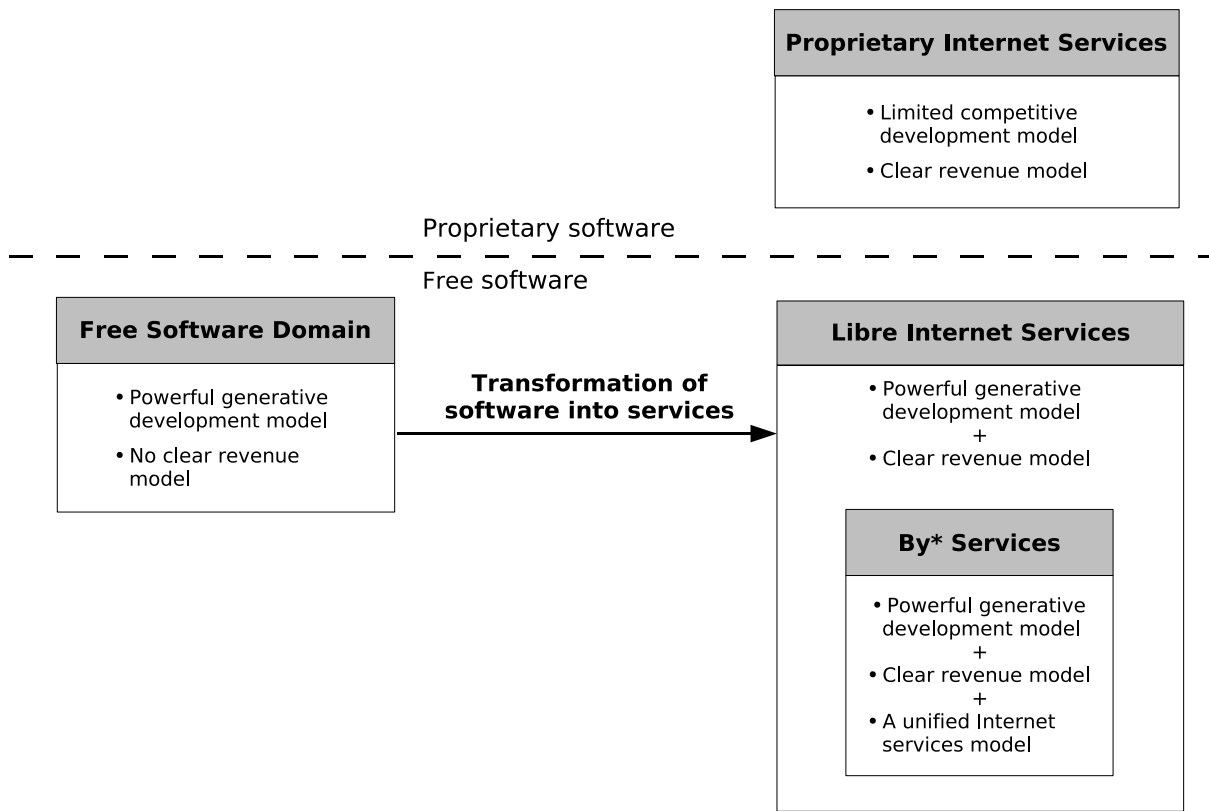 Proprietary Internet Services
• Limited competitive
development model
• Clear revenue model
Proprietary software
Free software
Free Software Domain
• Powerful generative
development model
• No clear revenue
model
Transformation of
software into services
Libre Internet Services
• Powerful generative
development model
+
• Clear revenue model
By* Services
• Powerful generative
development model
+
• Clear revenue model
+
• A unified Internet
services model